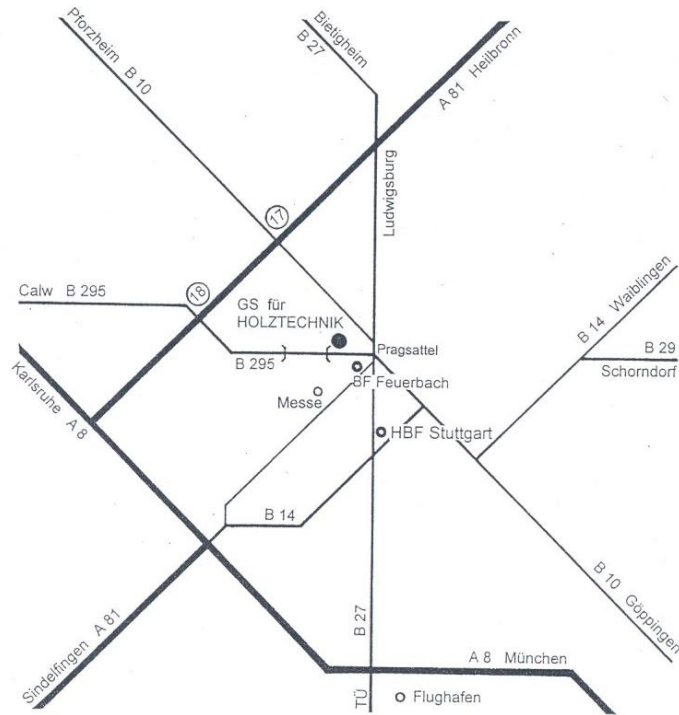 Pforzheim B 10
Bietigheim
B 27
A 81 Heilbronn
Ludwigsburg
17
18
Calw B 295
GS für
HOLZTECHNIK
B 295
Pragsattel
BF Feuerbach
Messe
HBF Stuttgart
B 14 Waiblingen
B 29
Schorndorf
Karlsruhe A 8
B 14
B 27
TÜ
B 10 Göppingen
Sindelfingen A 81
A 8 München
Flughafen